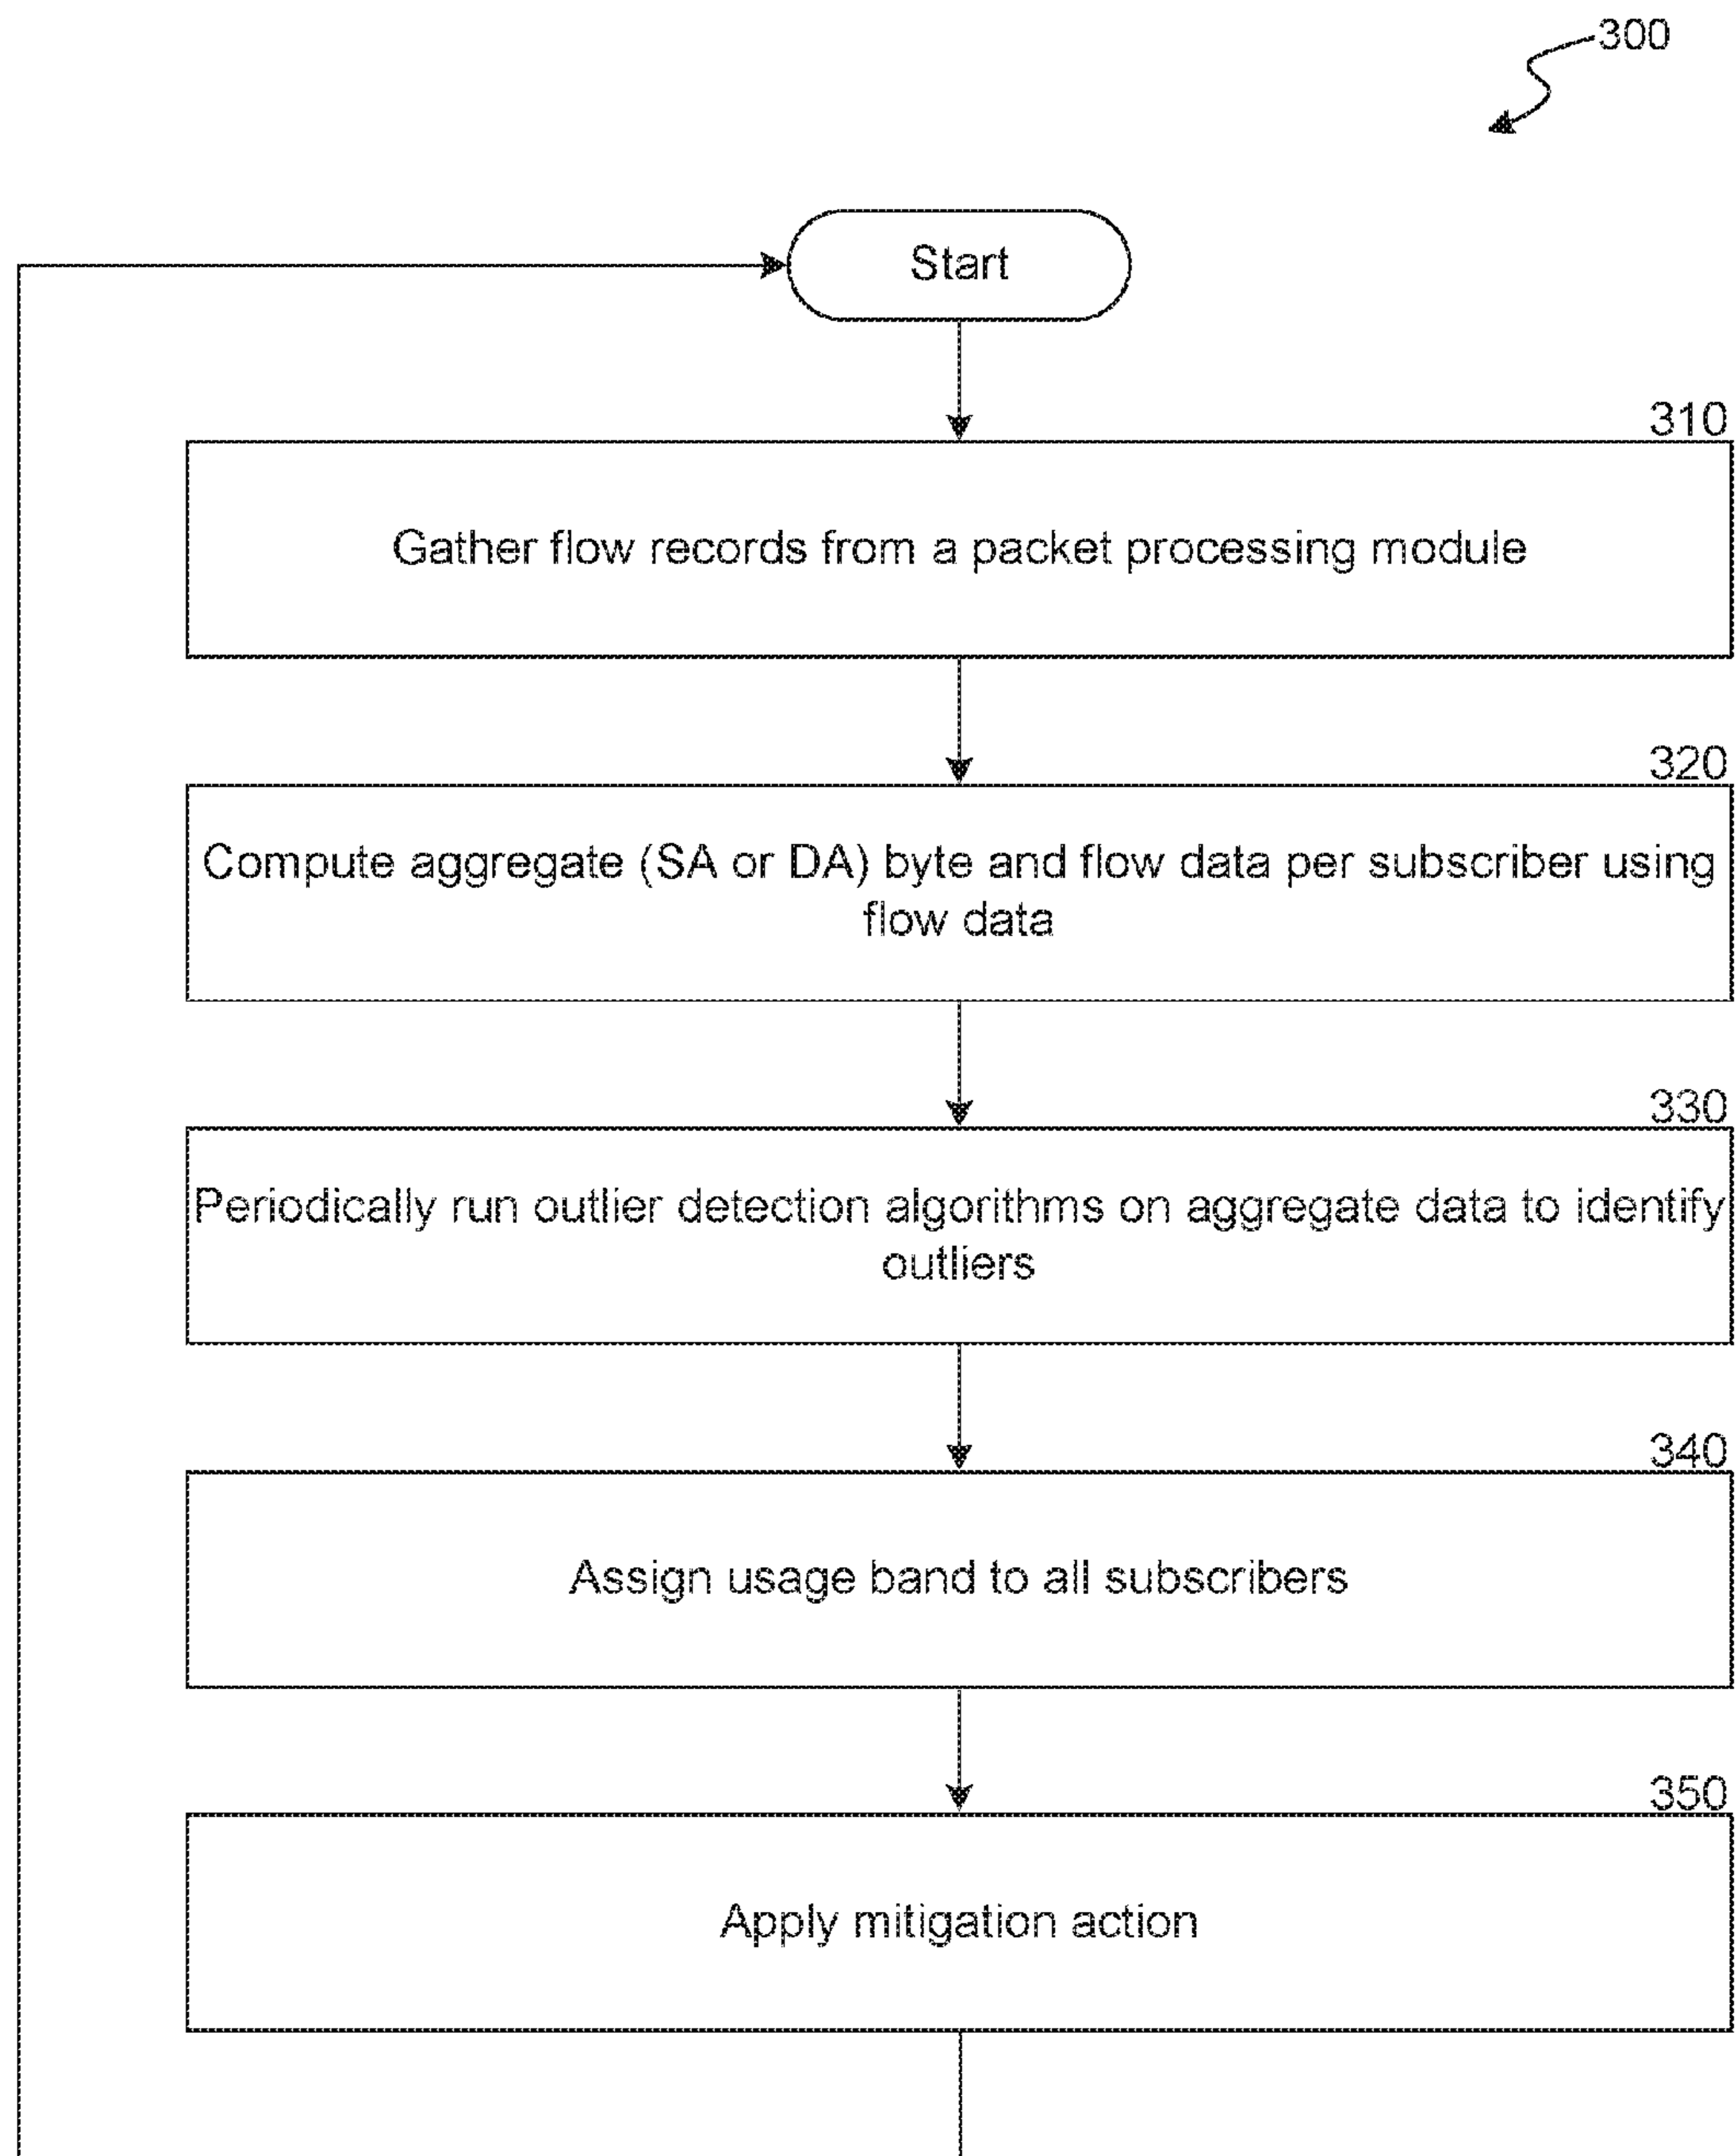 300
Start
310
Gather flow records from a packet processing module
320
Compute aggregate (SA or DA) byte and flow data per subscriber using
flow data
330
Periodically run outlier detection algorithms on aggregate data to identify
outliers
340
Assign usage band to all subscribers
350
Apply mitigation action